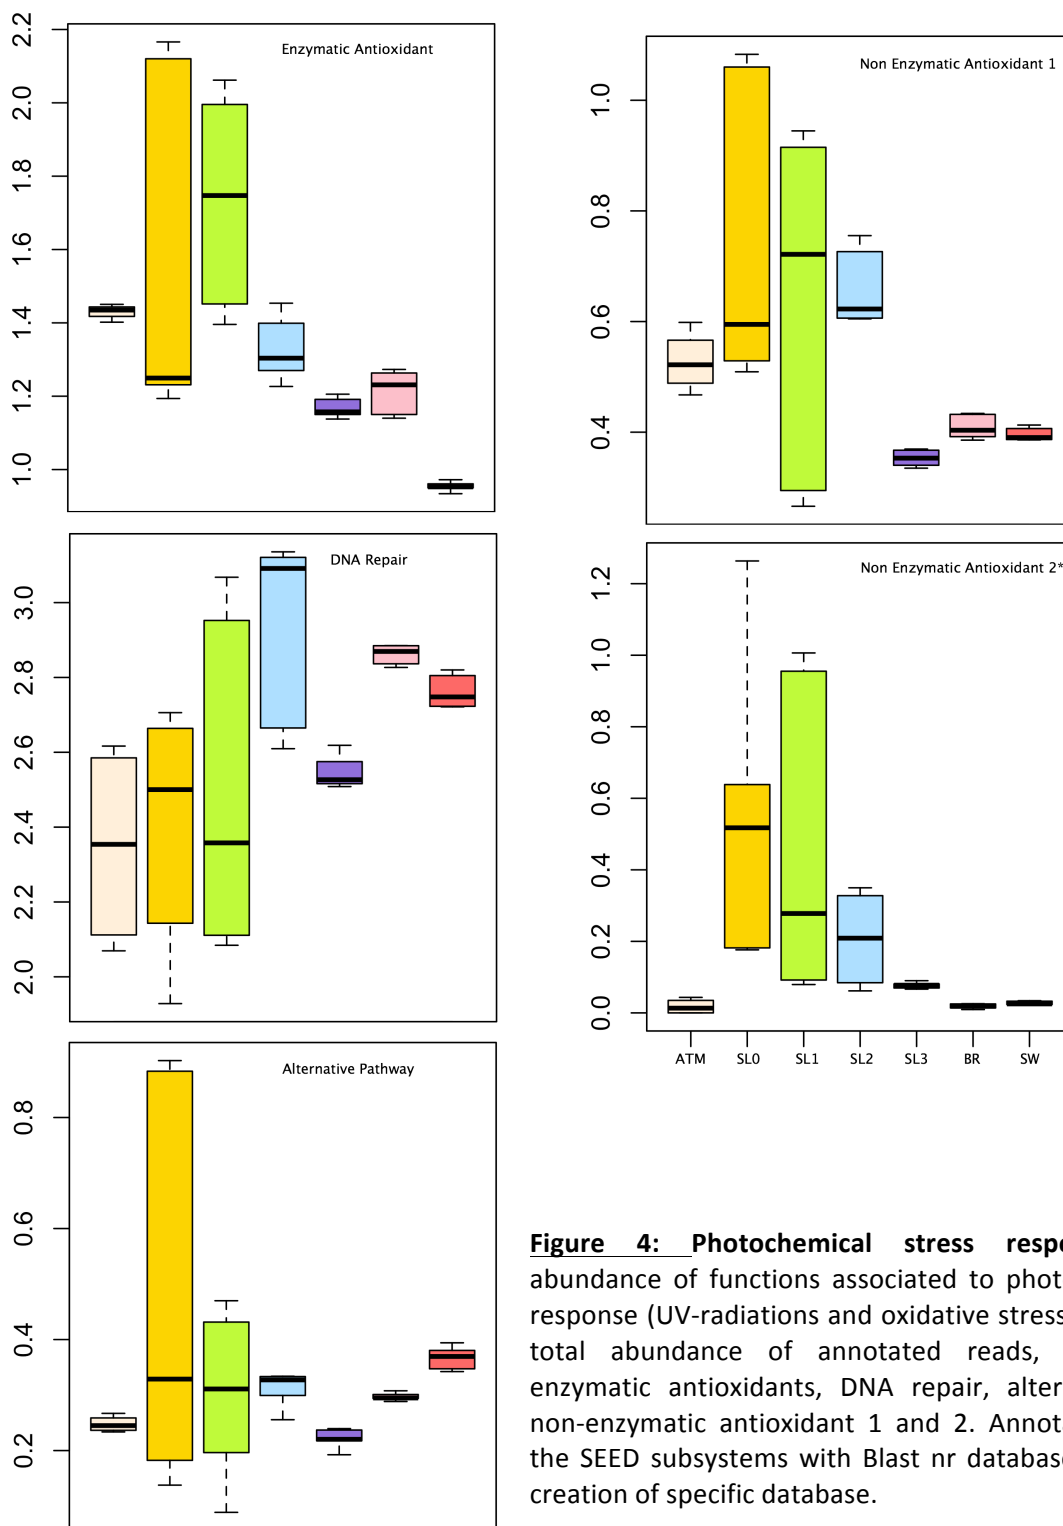 Enzymatic Antioxidant
2.2
2.0
1.8
1.6
1.4
1.2
1.0
Non Enzymatic Antioxidant 1
1.0
0.8
0.6
0.4
DNA Repair
3.0
2.8
2.6
2.4
2.2
2.0
Non Enzymatic Antioxidant 2*
1.2
1.0
0.8
0.6
0.4
0.2
0.0
ATM SL0 SL1 SL2 SL3 BR SW
Alternative Pathway
0.8
0.6
0.4
0.2
Figure 4: Photochemical stress respo
abundance of functions associated to phot
response (UV-radiations and oxidative stress
total abundance of annotated reads,
enzymatic antioxidants, DNA repair, alter
non-enzymatic antioxidant 1 and 2. Annot
the SEED subsystems with Blast nr database
creation of specific database.